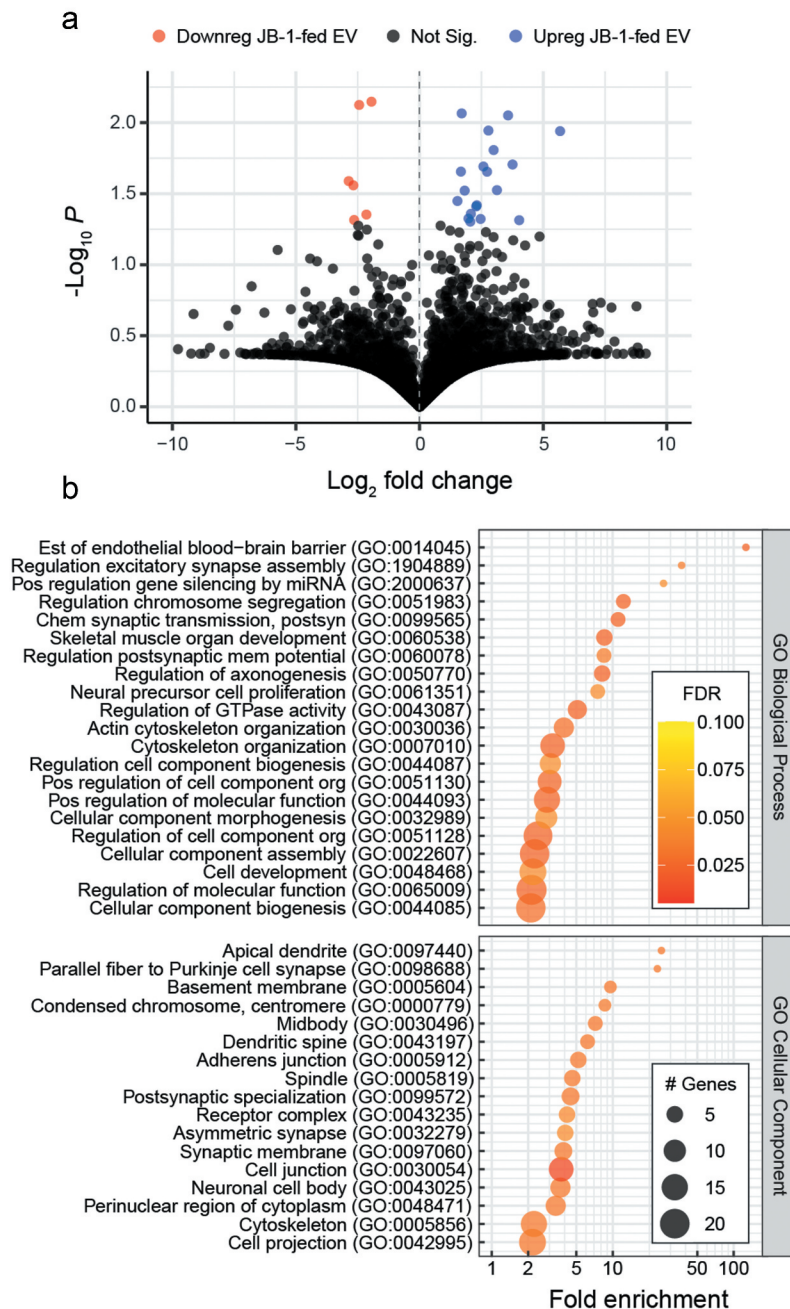 a
Downreg JB-1-fed EV Not Sig. Upreg JB-1-fed EV
2.0
1.5
1.0
0.5
0.0
-Log10 P
−10 −5 0 5 10
Log2 fold change
b
Est of endothelial blood−brain barrier (GO:0014045)
Regulation excitatory synapse assembly (GO:1904889)
Pos regulation gene silencing by miRNA (GO:2000637)
Regulation chromosome segregation (GO:0051983)
Chem synaptic transmission, postsyn (GO:0099565)
Skeletal muscle organ development (GO:0060538)
Regulation postsynaptic mem potential (GO:0060078)
Regulation of axonogenesis (GO:0050770)
Neural precursor cell proliferation (GO:0061351)
Regulation of GTPase activity (GO:0043087)
Actin cytoskeleton organization (GO:0030036)
Cytoskeleton organization (GO:0007010)
Regulation cell component biogenesis (GO:0044087)
Pos regulation of cell component org (GO:0051130)
Pos regulation of molecular function (GO:0044093)
Cellular component morphogenesis (GO:0032989)
Regulation of cell component org (GO:0051128)
Cellular component assembly (GO:0022607)
Cell development (GO:0048468)
Regulation of molecular function (GO:0065009)
Cellular component biogenesis (GO:0044085)
FDR
0.100
0.075
0.050
0.025
GO Biological Process
Apical dendrite (GO:0097440)
Parallel fiber to Purkinje cell synapse (GO:0098688)
Basement membrane (GO:0005604)
Condensed chromosome, centromere (GO:0000779)
Midbody (GO:0030496)
Dendritic spine (GO:0043197)
Adherens junction (GO:0005912)
Spindle (GO:0005819)
Postsynaptic specialization (GO:0099572)
Receptor complex (GO:0043235)
Asymmetric synapse (GO:0032279)
Synaptic membrane (GO:0097060)
Cell junction (GO:0030054)
Neuronal cell body (GO:0043025)
Perinuclear region of cytoplasm (GO:0048471)
Cytoskeleton (GO:0005856)
Cell projection (GO:0042995)
# Genes
5
10
15
20
GO Cellular Component
1 2 5 10 50 100
Fold enrichment